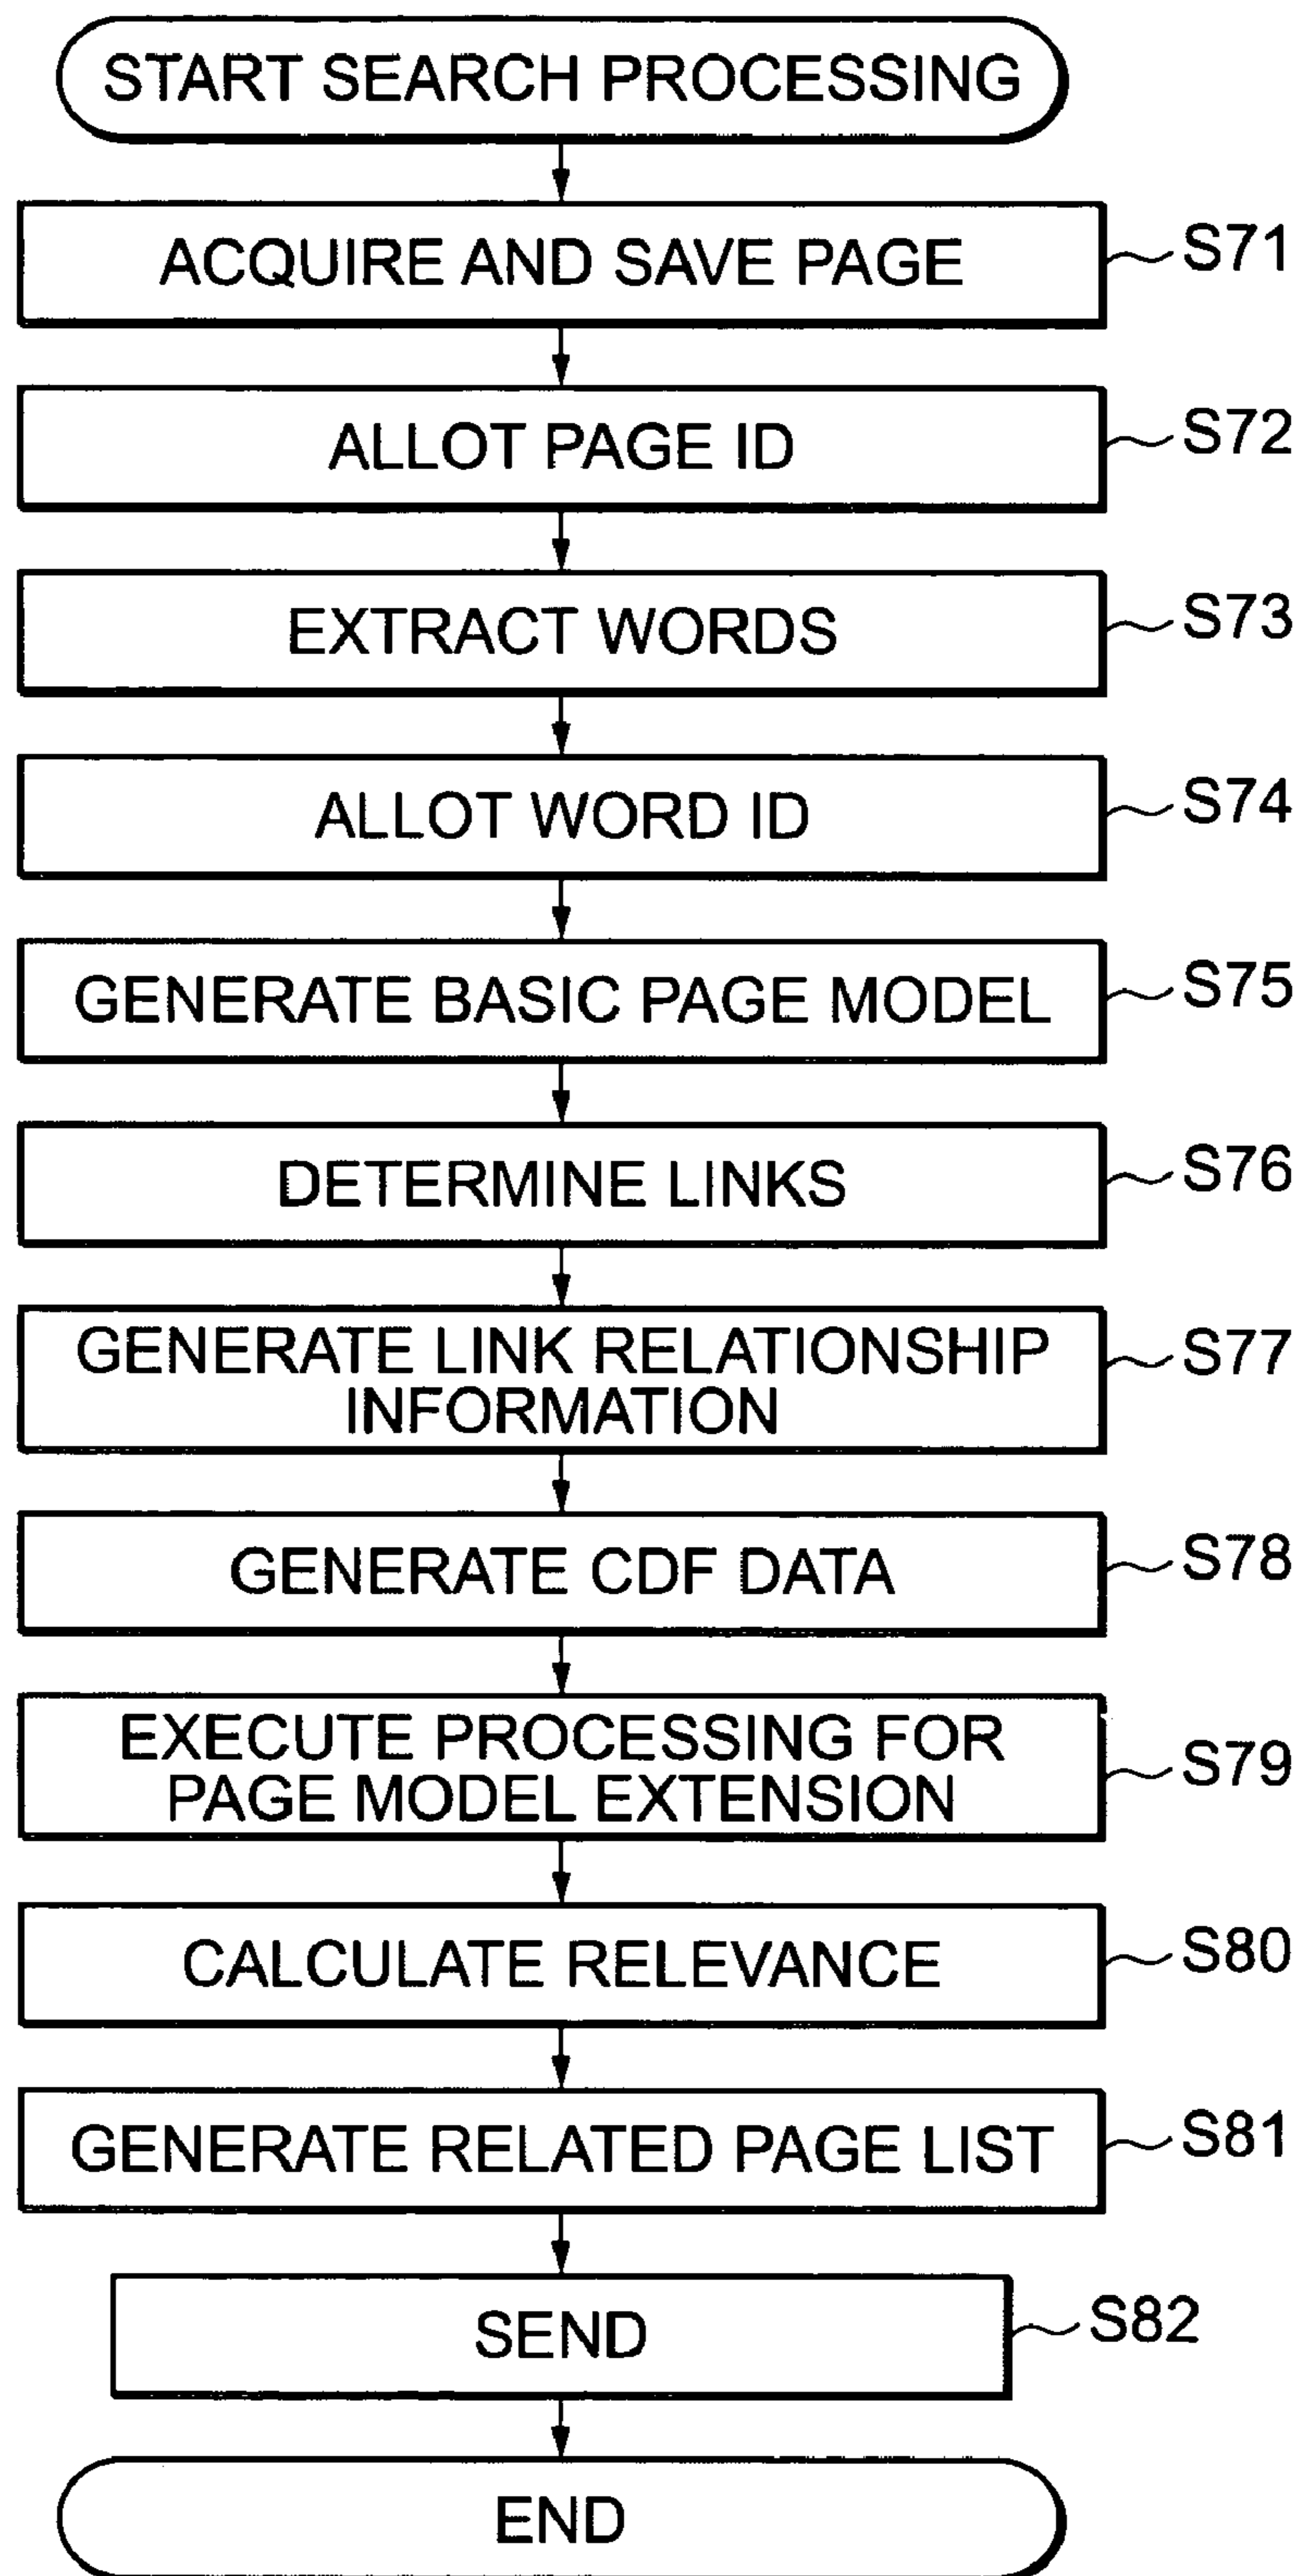 START SEARCH PROCESSING
ACQUIRE AND SAVE PAGE
S71
ALLOT PAGE ID
S72
EXTRACT WORDS
S73
ALLOT WORD ID
S74
GENERATE BASIC PAGE MODEL
S75
DETERMINE LINKS
S76
GENERATE LINK RELATIONSHIP
INFORMATION
S77
GENERATE CDF DATA
S78
EXECUTE PROCESSING FOR
PAGE MODEL EXTENSION
S79
CALCULATE RELEVANCE
S80
GENERATE RELATED PAGE LIST
S81
SEND
S82
END